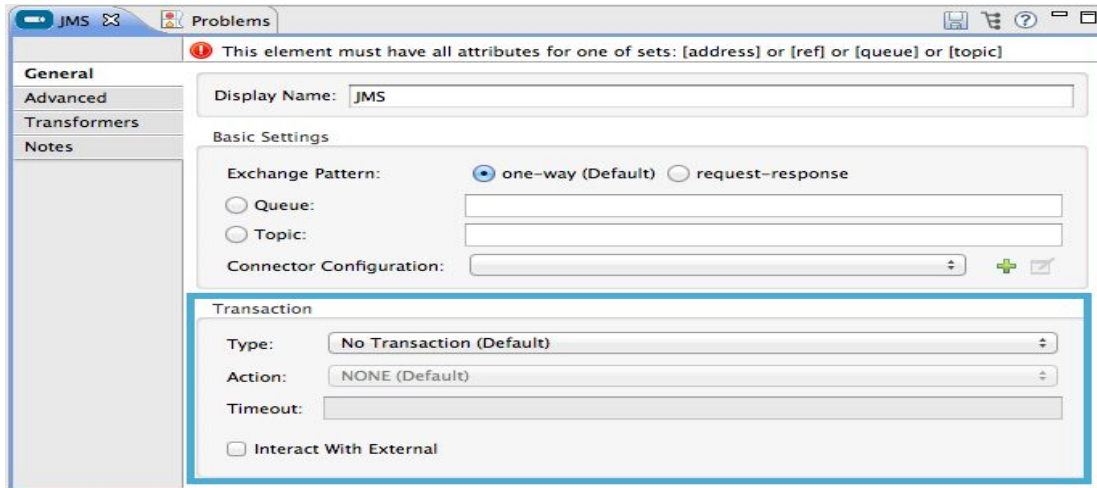 JMS Problems
This element must have all attributes for one of sets: [address] or [ref] or [queue] or [topic]
General
Advanced
Transformers
Notes
Display Name: JMS
Basic Settings
Exchange Pattern: one-way (Default) request-response
Queue:
Topic:
Connector Configuration:
Transaction
Type: No Transaction (Default)
Action: NONE (Default)
Timeout:
Interact With External